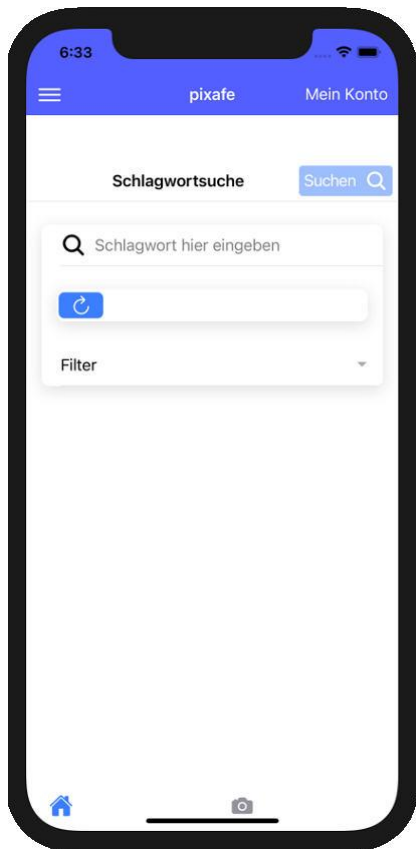 6:33
pixafe Mein Konto
Schlagwortsuche Suchen
Schlagwort hier eingeben
Filter